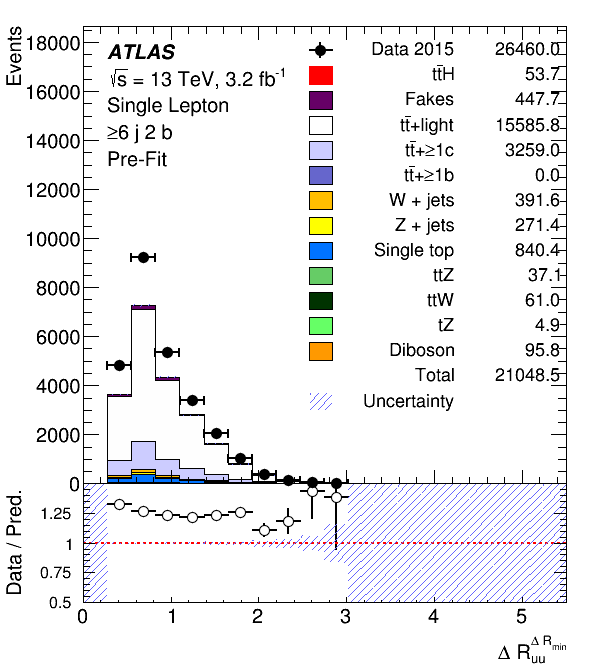 Events
18000
16000
14000
12000
10000
8000
6000
4000
2000
0
ATLAS
√s = 13 TeV, 3.2 fb⁻¹
Single Lepton
≥6 j 2 b
Pre-Fit
Data 2015 26460.0
tt̄H 53.7
Fakes 447.7
tt̄+light 15585.8
tt̄+≥1c 3259.0
tt̄+≥1b 0.0
W + jets 391.6
Z + jets 271.4
Single top 840.4
ttZ 37.1
ttW 61.0
tZ 4.9
Diboson 95.8
Total 21048.5
Uncertainty
Data / Pred.
1.25
1
0.75
0.5
0 1 2 3 4 5
Δ R_uu^Δ R_min